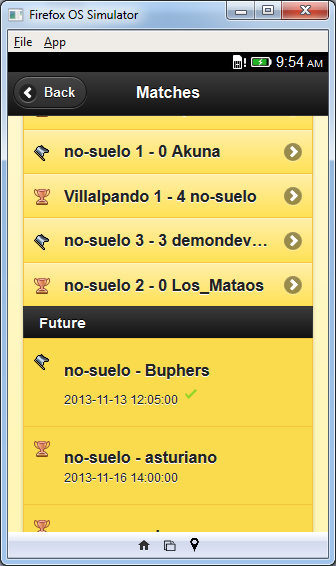 Firefox OS Simulator
File App
9:54 AM
Back
Matches
no-suelo 1 - 0 Akuna
Villalpando 1 - 4 no-suelo
no-suelo 3 - 3 demondev...
no-suelo 2 - 0 Los_Mataos
Future
no-suelo - Buphers
2013-11-13 12:05:00
no-suelo - asturiano
2013-11-16 14:00:00